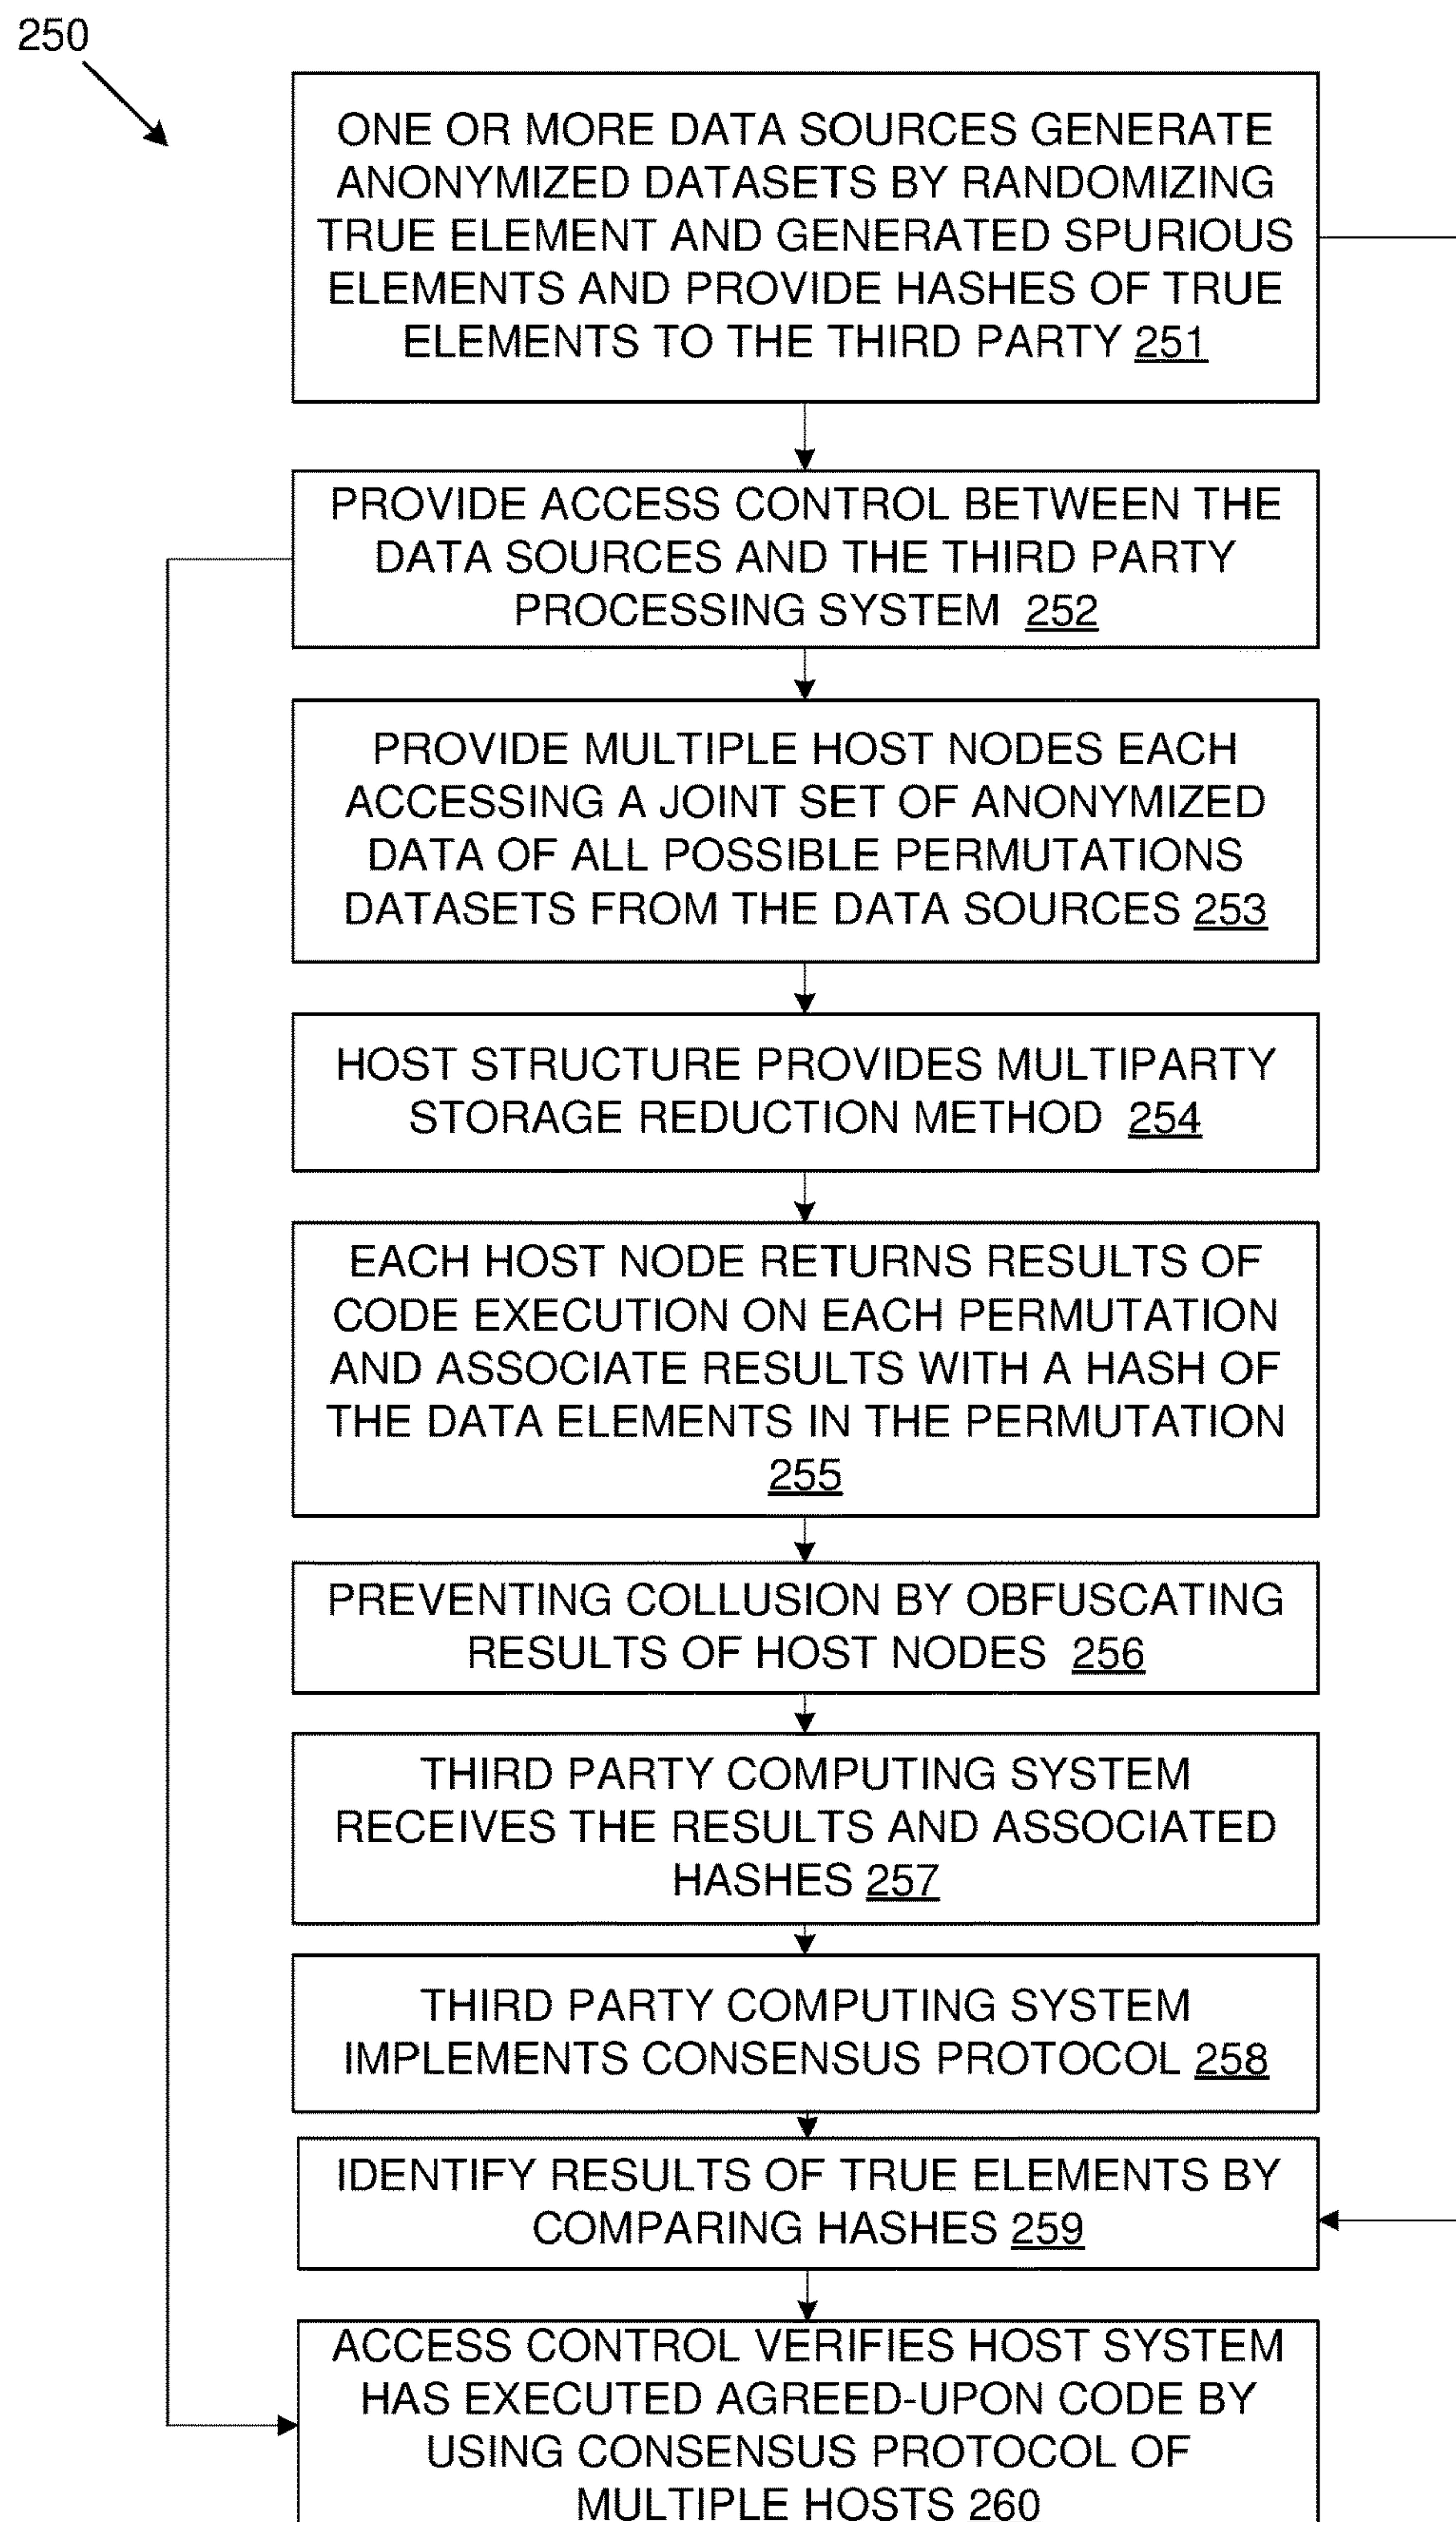 250
ONE OR MORE DATA SOURCES GENERATE
ANONYMIZED DATASETS BY RANDOMIZING
TRUE ELEMENT AND GENERATED SPURIOUS
ELEMENTS AND PROVIDE HASHES OF TRUE
ELEMENTS TO THE THIRD PARTY 251
PROVIDE ACCESS CONTROL BETWEEN THE
DATA SOURCES AND THE THIRD PARTY
PROCESSING SYSTEM 252
PROVIDE MULTIPLE HOST NODES EACH
ACCESSING A JOINT SET OF ANONYMIZED
DATA OF ALL POSSIBLE PERMUTATIONS
DATASETS FROM THE DATA SOURCES 253
HOST STRUCTURE PROVIDES MULTIPARTY
STORAGE REDUCTION METHOD 254
EACH HOST NODE RETURNS RESULTS OF
CODE EXECUTION ON EACH PERMUTATION
AND ASSOCIATE RESULTS WITH A HASH OF
THE DATA ELEMENTS IN THE PERMUTATION
255
PREVENTING COLLUSION BY OBFUSCATING
RESULTS OF HOST NODES 256
THIRD PARTY COMPUTING SYSTEM
RECEIVES THE RESULTS AND ASSOCIATED
HASHES 257
THIRD PARTY COMPUTING SYSTEM
IMPLEMENTS CONSENSUS PROTOCOL 258
IDENTIFY RESULTS OF TRUE ELEMENTS BY
COMPARING HASHES 259
ACCESS CONTROL VERIFIES HOST SYSTEM
HAS EXECUTED AGREED-UPON CODE BY
USING CONSENSUS PROTOCOL OF
MULTIPLE HOSTS 260